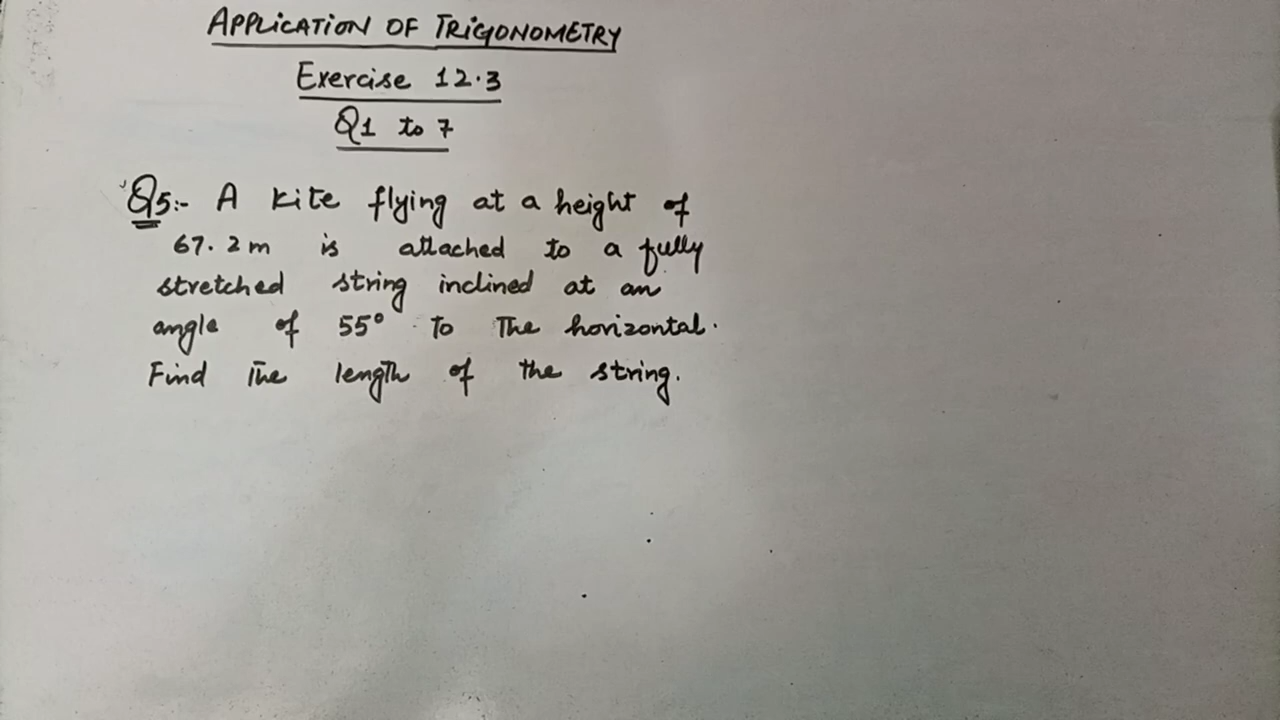 APPLICATION OF TRIGONOMETRY
Exercise 12.3
Q1 to 7
Q5:- A kite flying at a height of
67.2 m is attached to a fully
stretched string inclined at an
angle of 55° to the horizontal.
Find the length of the string.